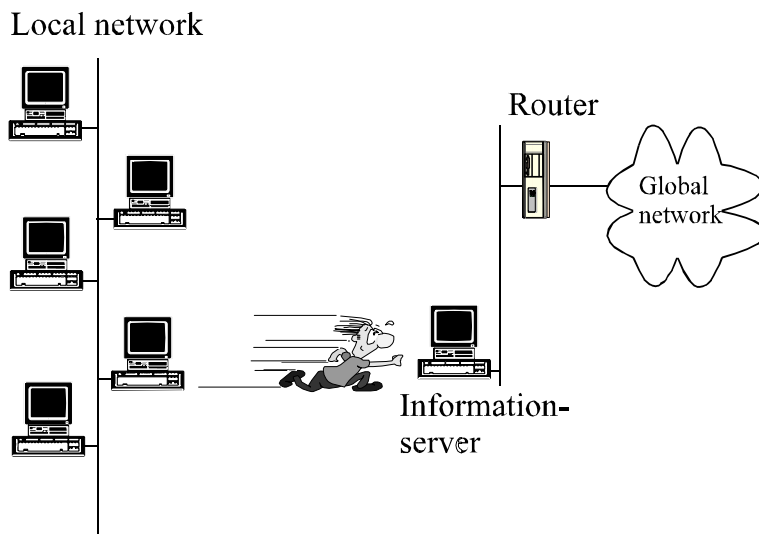 Local network
Router
Global
network
Information-
server